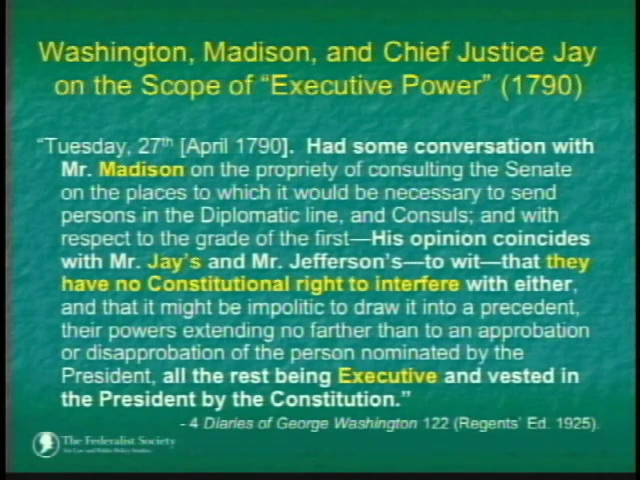 Washington, Madison, and Chief Justice Jay
on the Scope of “Executive Power” (1790)
“Tuesday, 27th [April 1790]. Had some conversation with
Mr. Madison on the propriety of consulting the Senate
on the places to which it would be necessary to send
persons in the Diplomatic line, and Consuls; and with
respect to the grade of the first—His opinion coincides
with Mr. Jay’s and Mr. Jefferson’s—to wit—that they
have no Constitutional right to interfere with either,
and that it might be impolitic to draw it into a precedent,
their powers extending no farther than to an approbation
or disapprobation of the person nominated by the
President, all the rest being Executive and vested in
the President by the Constitution.”
- 4 Diaries of George Washington 122 (Regents’ Ed. 1925).
The Federalist Society
for Law and Public Policy Studies